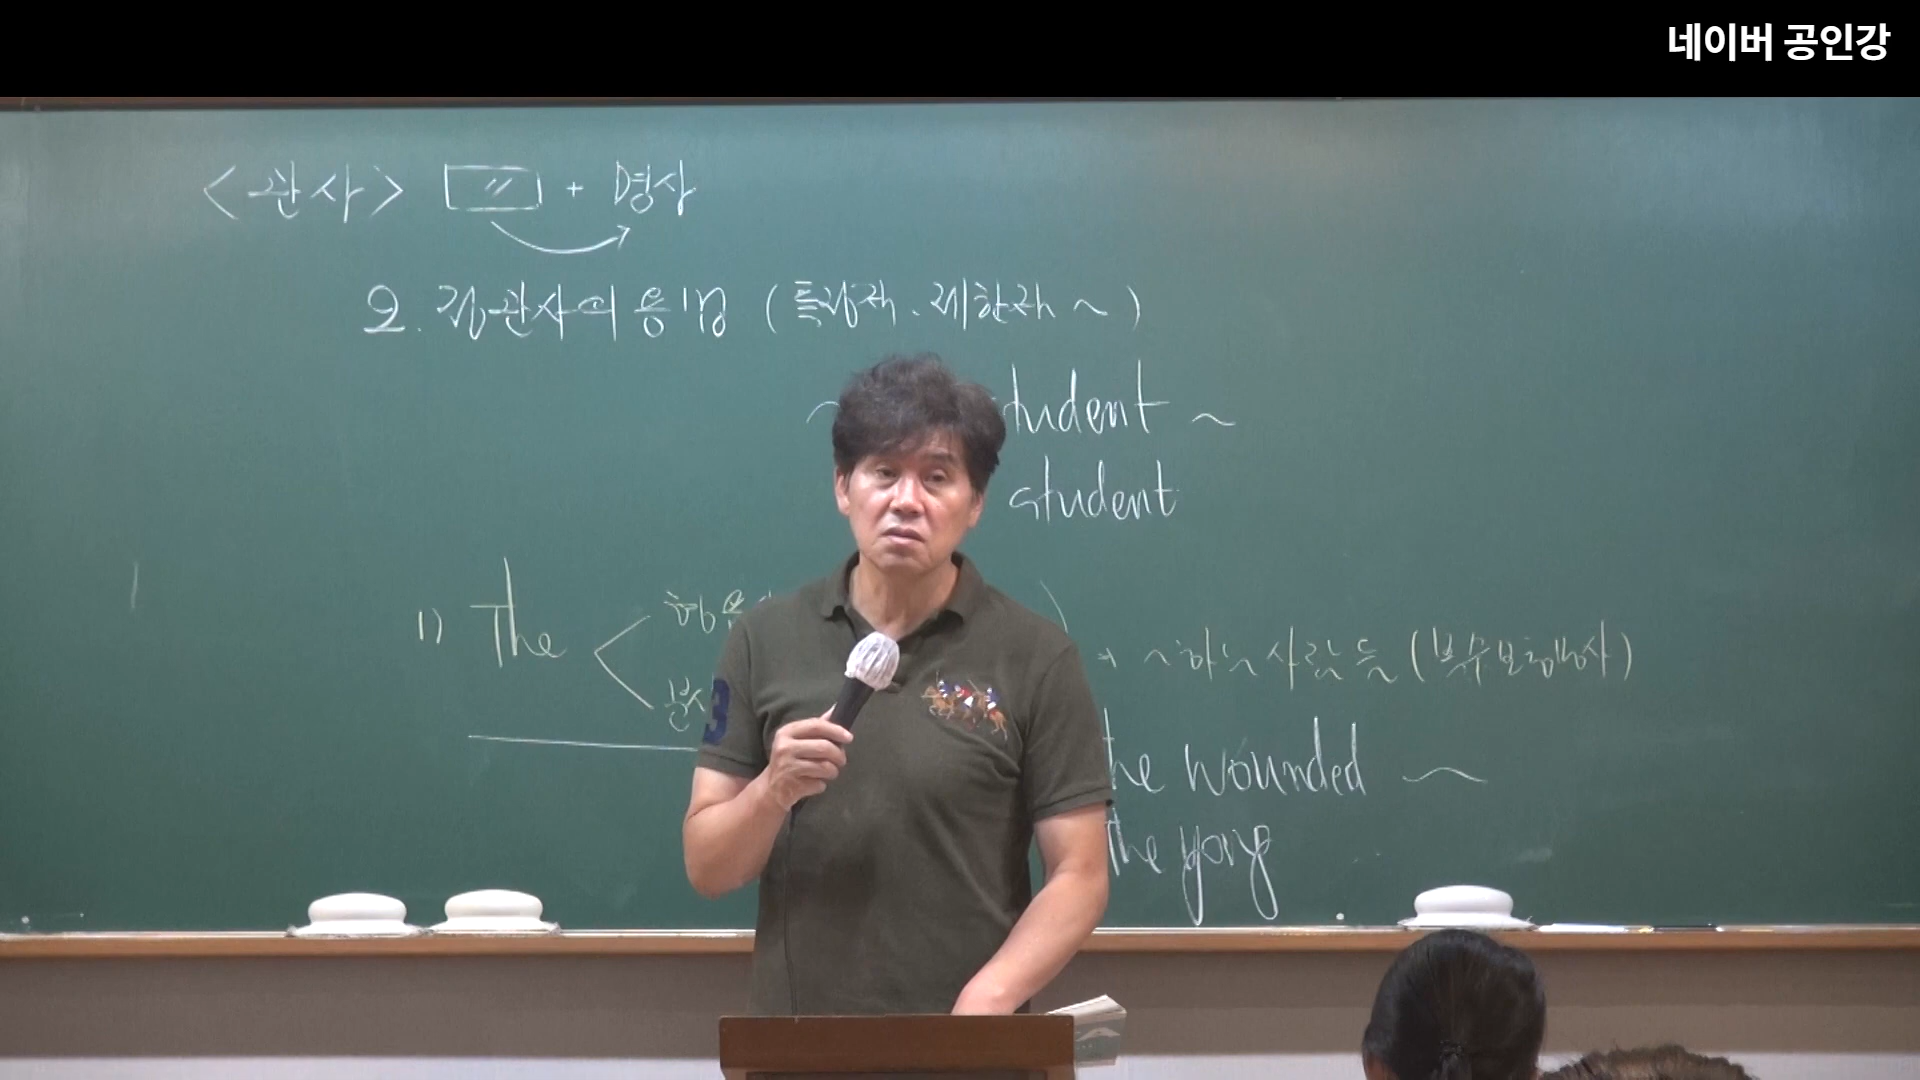 네이버 공인강
<관사> + 명사
2. 정관사의 용법 ( 특정적, 제한적 ~ )
~ student ~
student
1) The
→ ~하는 사람들 (복수 보통명사)
the wounded ~
the young
3